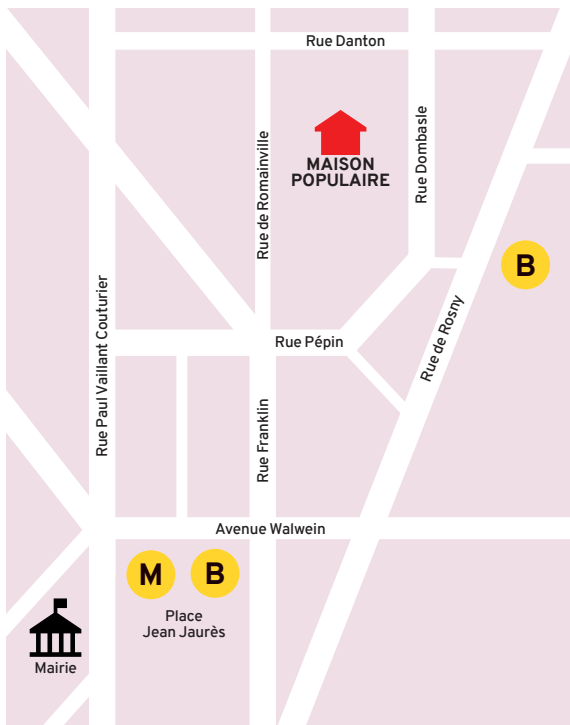 Rue Danton
Rue Dombasle
Rue de Romainville
MAISON
POPULAIRE
B
Rue de Rosny
Rue Paul Vaillant Couturier
Rue Pépin
Rue Franklin
Avenue Walwein
M
B
Place
Jean Jaurès
Mairie